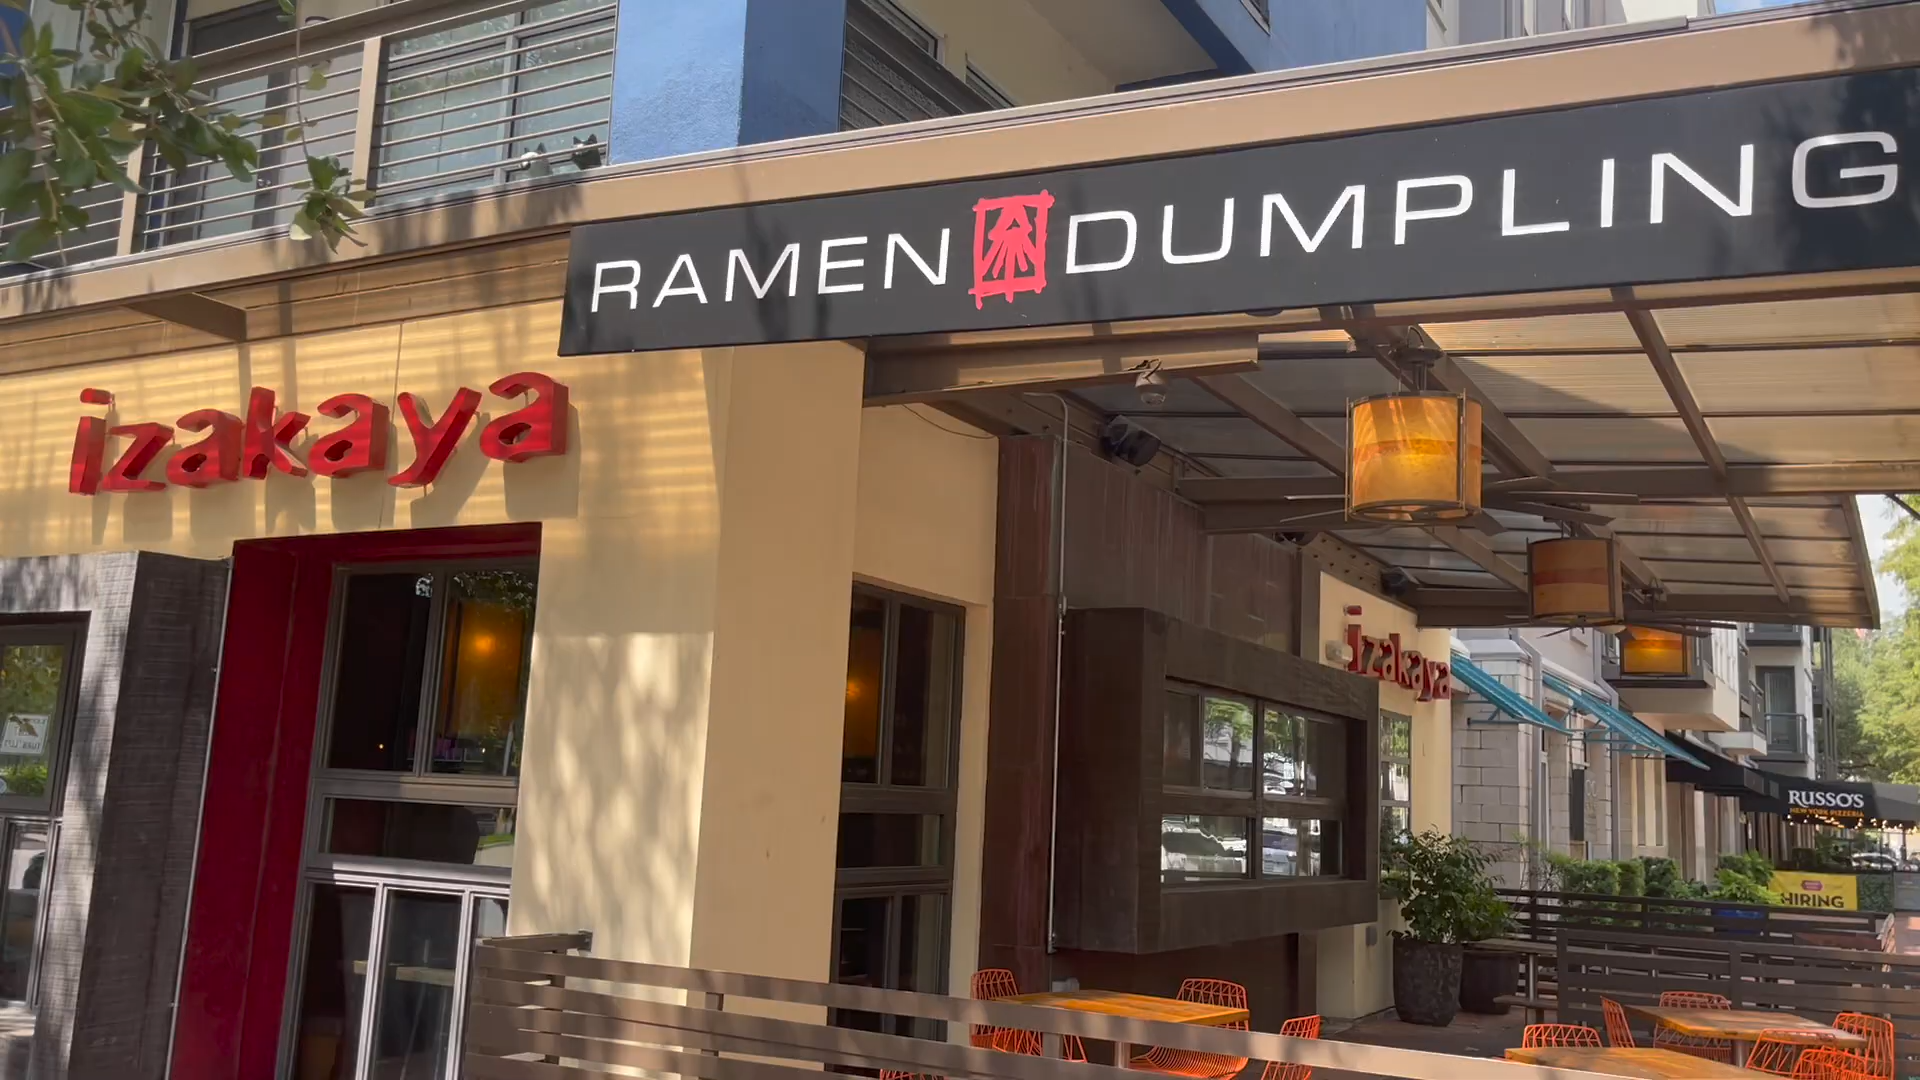 RAMEN DUMPLING
izakaya
izakaya
RUSSO'S
NEW YORK PIZZERIA
HIRING